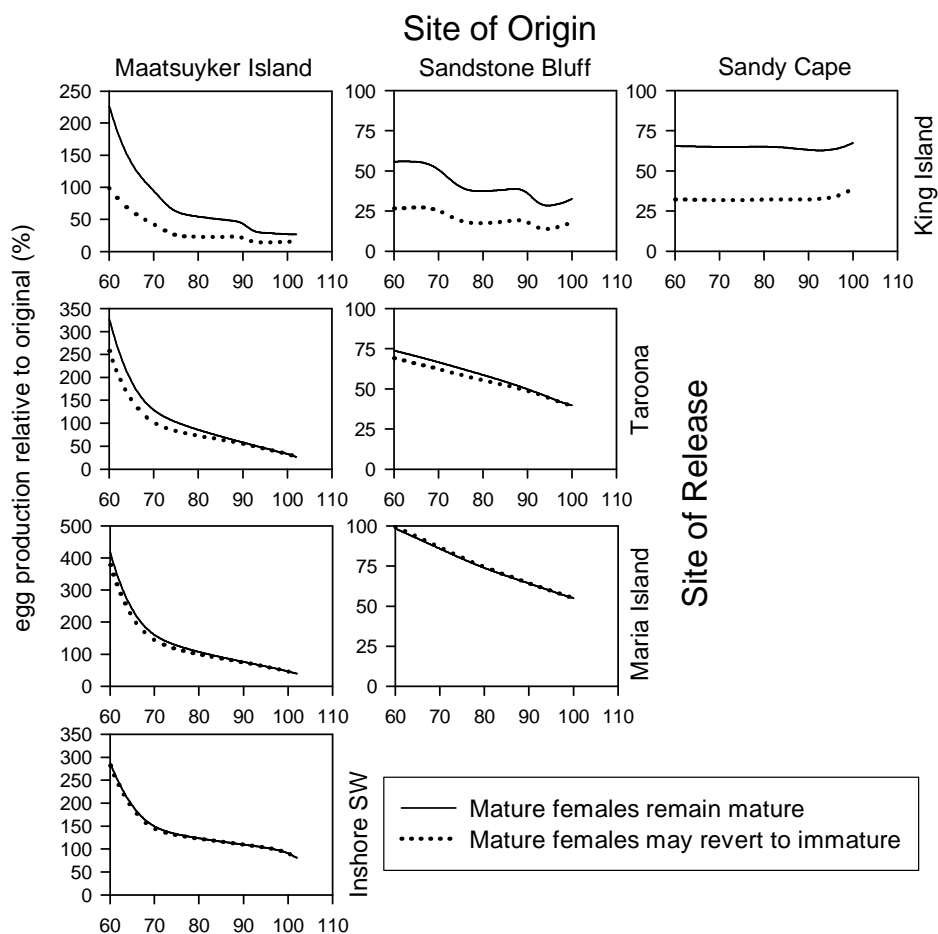 Site of Origin
Maatsuyker Island
Sandstone Bluff
Sandy Cape
egg production relative to original (%)
250
200
150
100
50
0
60 70 80 90 100 110
100
75
50
25
0
60 70 80 90 100 110
100
75
50
25
0
60 70 80 90 100 110
King Island
350
300
250
200
150
100
50
0
60 70 80 90 100 110
100
75
50
25
0
60 70 80 90 100 110
Taroona
Site of Release
500
400
300
200
100
0
60 70 80 90 100 110
100
75
50
25
0
60 70 80 90 100 110
Maria Island
350
300
250
200
150
100
50
0
60 70 80 90 100 110
Inshore SW
Mature females remain mature
Mature females may revert to immature